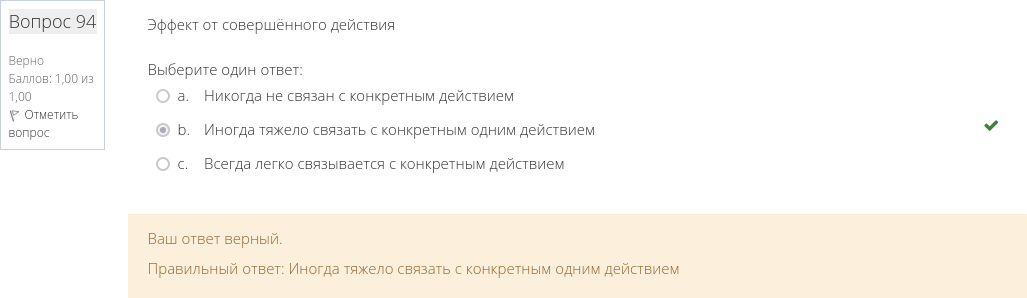 Вопрос 94
Верно
Баллов: 1,00 из
1,00
Отметить
вопрос
Эффект от совершённого действия
Выберите один ответ:
a. Никогда не связан с конкретным действием
b. Иногда тяжело связать с конкретным одним действием
c. Всегда легко связывается с конкретным действием
Ваш ответ верный.
Правильный ответ: Иногда тяжело связать с конкретным одним действием